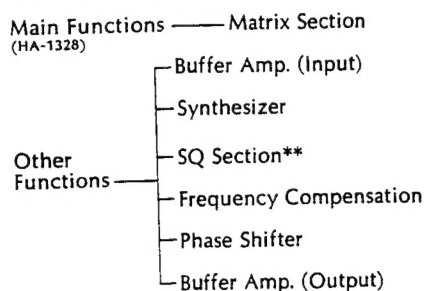 Main Functions Matrix Section
(HA-1328)
Buffer Amp. (Input)
Synthesizer
Other
Functions
SQ Section**
Frequency Compensation
Phase Shifter
Buffer Amp. (Output)